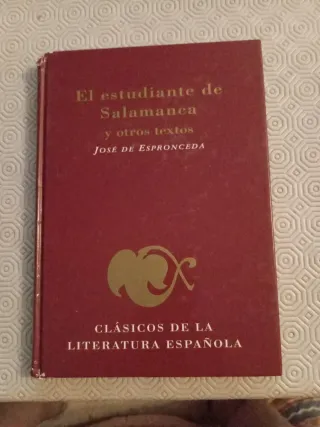 El estudiante de
Salamanca
y otros textos
JOSÉ DE ESPRONCEDA
CLÁSICOS DE LA
LITERATURA ESPAÑOLA